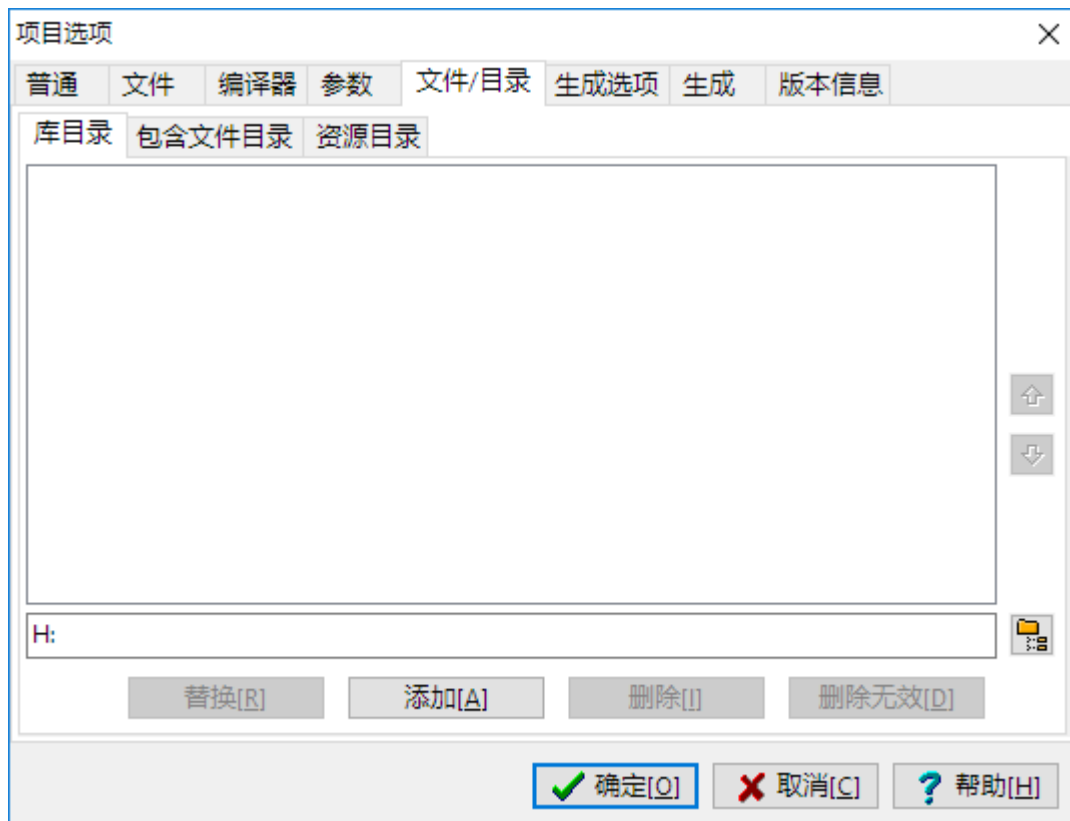 项目选项
普通 文件 编译器 参数 文件/目录 生成选项 生成 版本信息
库目录 包含文件目录 资源目录
H:
替换[R] 添加[A] 删除[I] 删除无效[D]
确定[O] 取消[C] 帮助[H]